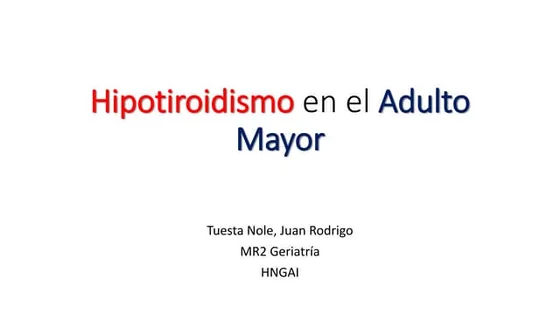 Hipotiroidismo en el Adulto
Mayor
Tuesta Nole, Juan Rodrigo
MR2 Geriatría
HNGAI